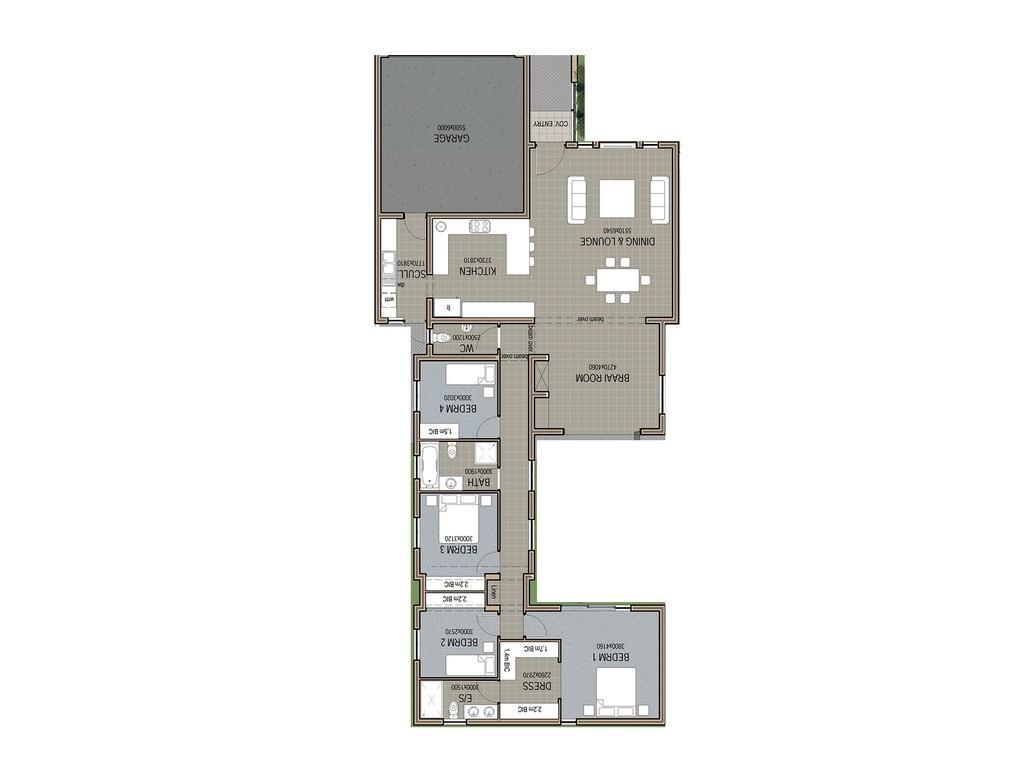 COV. ENTRY
GARAGE
5500x6000
DINING & LOUNGE
5510x6540
KITCHEN
3730x3810
SCULL
1770x3810
dw
wm
fr
beam over
WC
2500x1200
beam over
beam over
BRAAI ROOM
4270x4060
BEDRM 4
3000x3020
1,5m BIC
BATH
3000x1900
BEDRM 3
3000x3120
2,2m BIC
Linen
2,2m BIC
BEDRM 2
3000x2570
1,7m BIC
1,4m BIC
BEDRM 1
3800x4160
DRESS
2260x2970
2,2m BIC
E/S
3000x1500